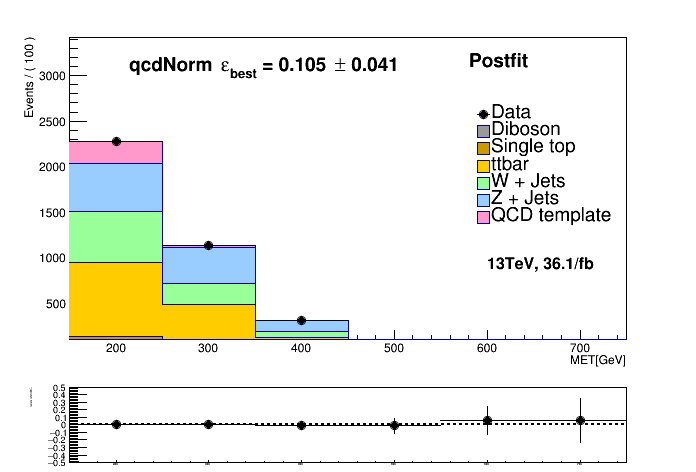 qcdNorm ε_best = 0.105 ± 0.041
Postfit
Events / ( 100 )
3000
2500
2000
1500
1000
500
Data
Diboson
Single top
ttbar
W + Jets
Z + Jets
QCD template
13TeV, 36.1/fb
200 300 400 500 600 700
MET[GeV]
0.5
0.4
0.3
0.2
0.1
0
−0.1
−0.2
−0.3
−0.4
−0.5